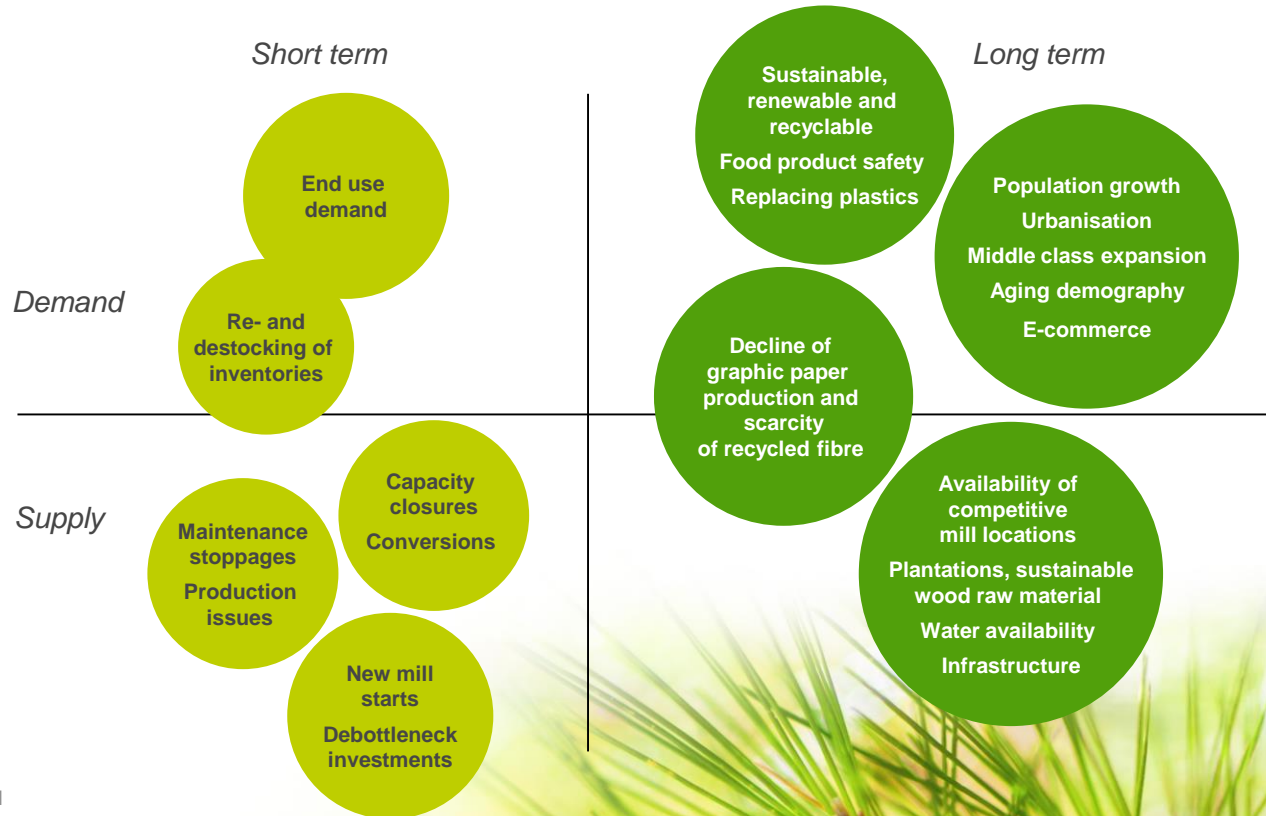 Short term
Long term
Demand
End use
demand
Re- and
destocking of
inventories
Sustainable,
renewable and
recyclable
Food product safety
Replacing plastics
Population growth
Urbanisation
Middle class expansion
Aging demography
E-commerce
Decline of
graphic paper
production and
scarcity
of recycled fibre
Supply
Capacity
closures
Conversions
Maintenance
stoppages
Production
issues
New mill
starts
Debottleneck
investments
Availability of
competitive
mill locations
Plantations, sustainable
wood raw material
Water availability
Infrastructure